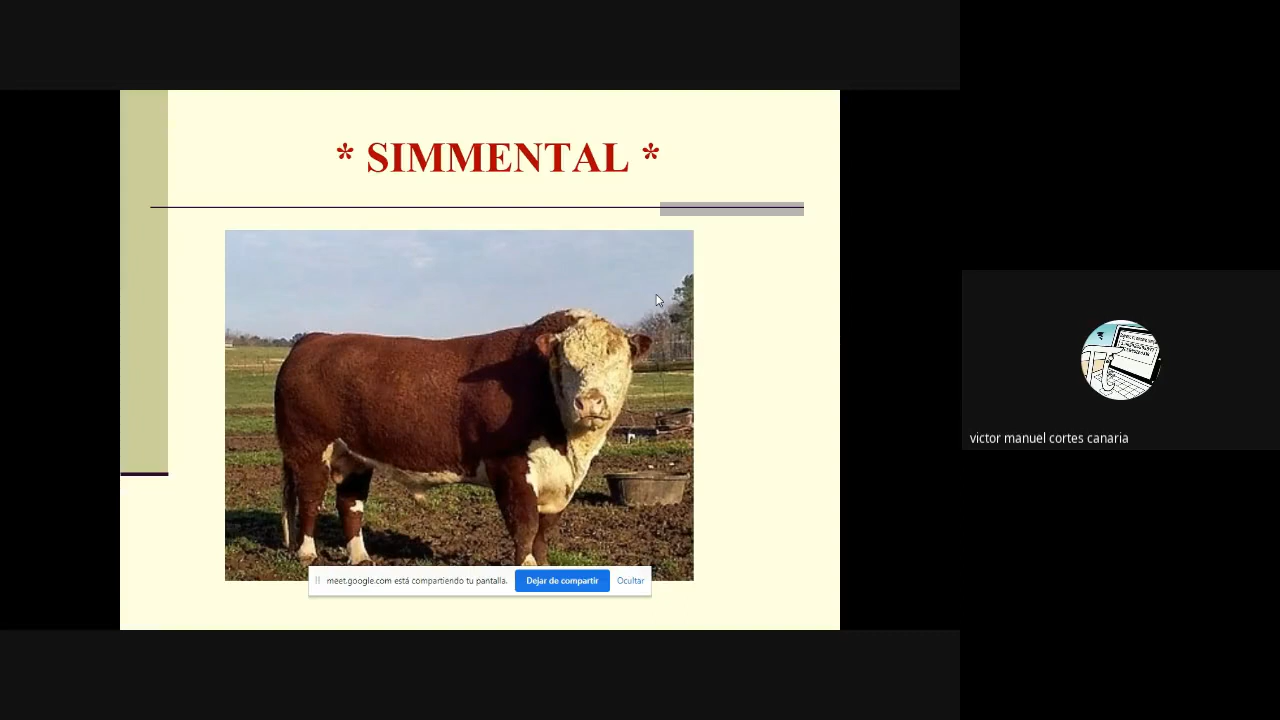 * SIMMENTAL *
meet.google.com está compartiendo tu pantalla.
Dejar de compartir
Ocultar
victor manuel cortes canaria